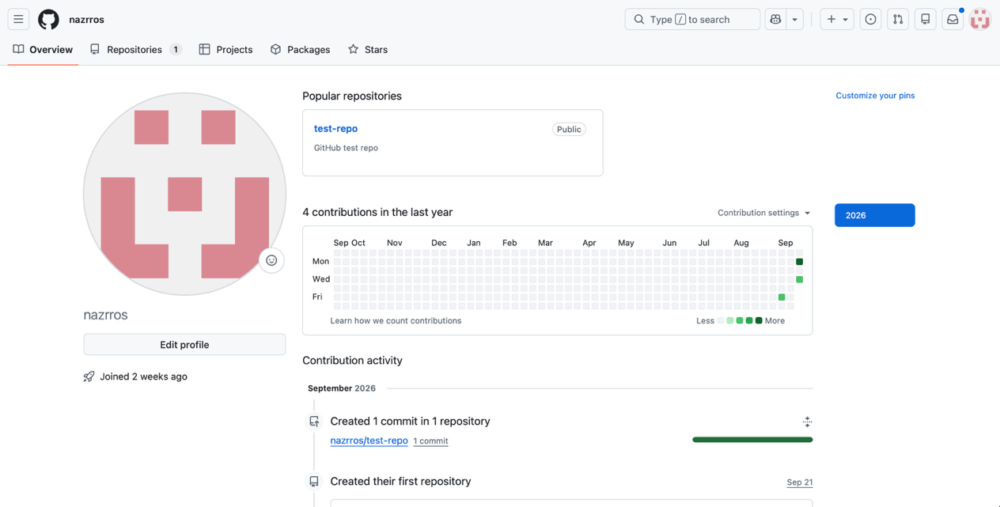 nazrros
Type / to search
Overview
Repositories 1
Projects
Packages
Stars
nazrros
Edit profile
Joined 2 weeks ago
Popular repositories
Customize your pins
test-repo
Public
GitHub test repo
4 contributions in the last year
Contribution settings
2026
Sep Oct Nov Dec Jan Feb Mar Apr May Jun Jul Aug Sep
Mon
Wed
Fri
Learn how we count contributions
Less More
Contribution activity
September 2026
Created 1 commit in 1 repository
nazrros/test-repo 1 commit
Created their first repository
Sep 21